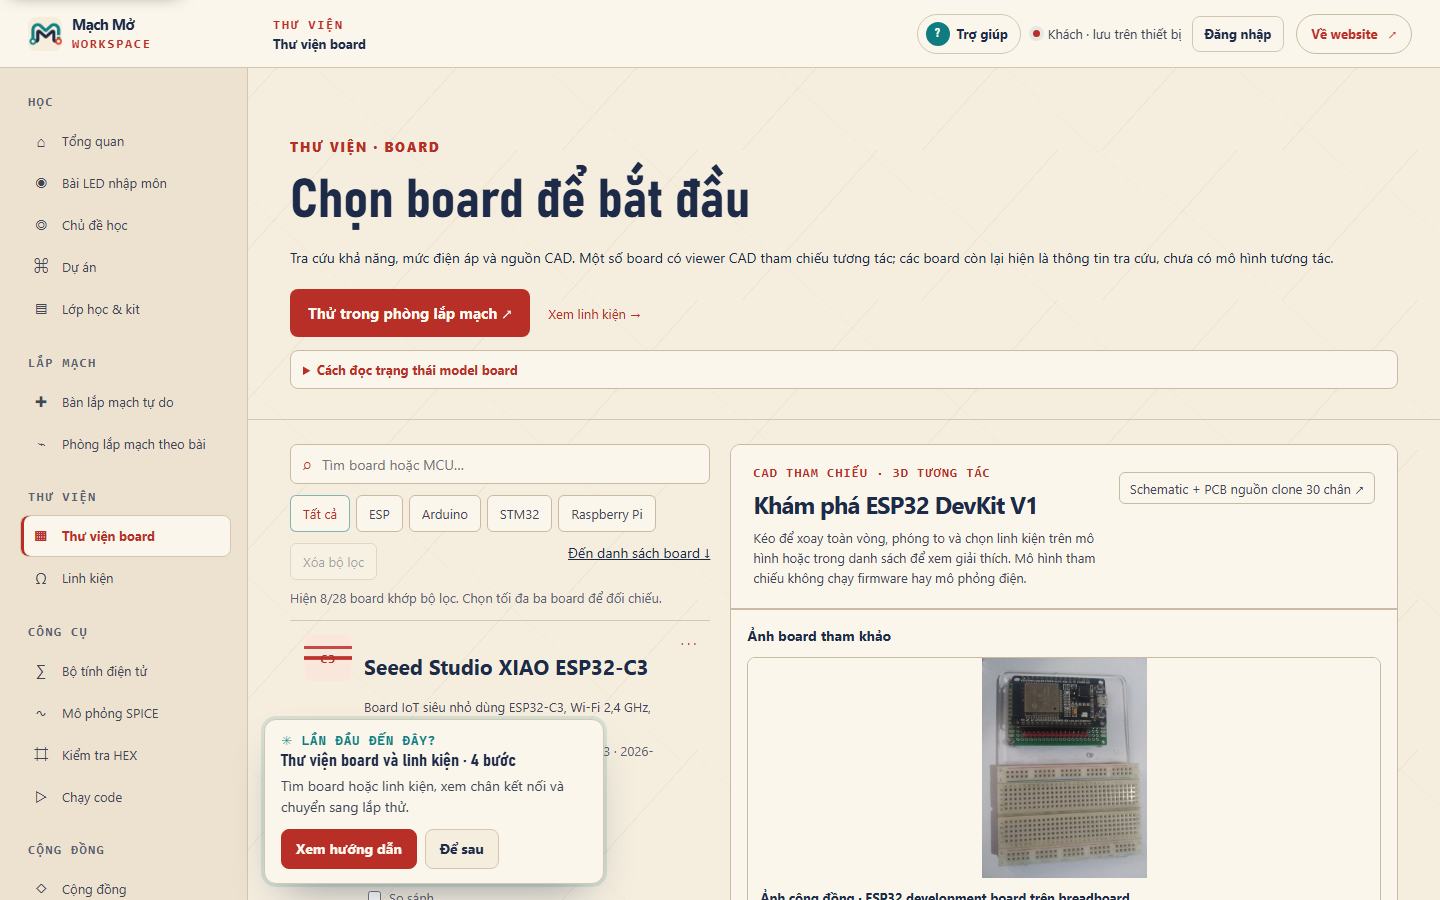 Mạch Mở
WORKSPACE
THƯ VIỆN
Thư viện board
? Trợ giúp
Khách · lưu trên thiết bị
Đăng nhập
Về website ↗
HỌC
Tổng quan
Bài LED nhập môn
Chủ đề học
Dự án
Lớp học & kit
LẮP MẠCH
Bàn lắp mạch tự do
Phòng lắp mạch theo bài
THƯ VIỆN
Thư viện board
Linh kiện
CÔNG CỤ
Bộ tính điện tử
Mô phỏng SPICE
Kiểm tra HEX
Chạy code
CỘNG ĐỒNG
Cộng đồng
THƯ VIỆN · BOARD
Chọn board để bắt đầu
Tra cứu khả năng, mức điện áp và nguồn CAD. Một số board có viewer CAD tham chiếu tương tác; các board còn lại hiện là thông tin tra cứu, chưa có mô hình tương tác.
Thử trong phòng lắp mạch ↗
Xem linh kiện →
Cách đọc trạng thái model board
Tìm board hoặc MCU...
Tất cả
ESP
Arduino
STM32
Raspberry Pi
Xóa bộ lọc
Đến danh sách board ↓
Hiện 8/28 board khớp bộ lọc. Chọn tối đa ba board để đối chiếu.
C3
...
Seeed Studio XIAO ESP32-C3
Board IoT siêu nhỏ dùng ESP32-C3, Wi-Fi 2,4 GHz,
3 · 2026-
So sánh
LẦN ĐẦU ĐẾN ĐÂY?
Thư viện board và linh kiện · 4 bước
Tìm board hoặc linh kiện, xem chân kết nối và
chuyển sang lắp thử.
Xem hướng dẫn
Để sau
CAD THAM CHIẾU · 3D TƯƠNG TÁC
Khám phá ESP32 DevKit V1
Kéo để xoay toàn vòng, phóng to và chọn linh kiện trên mô
hình hoặc trong danh sách để xem giải thích. Mô hình tham
chiếu không chạy firmware hay mô phỏng điện.
Schematic + PCB nguồn clone 30 chân ↗
Ảnh board tham khảo
Ảnh cộng đồng · ESP32 development board trên breadboard